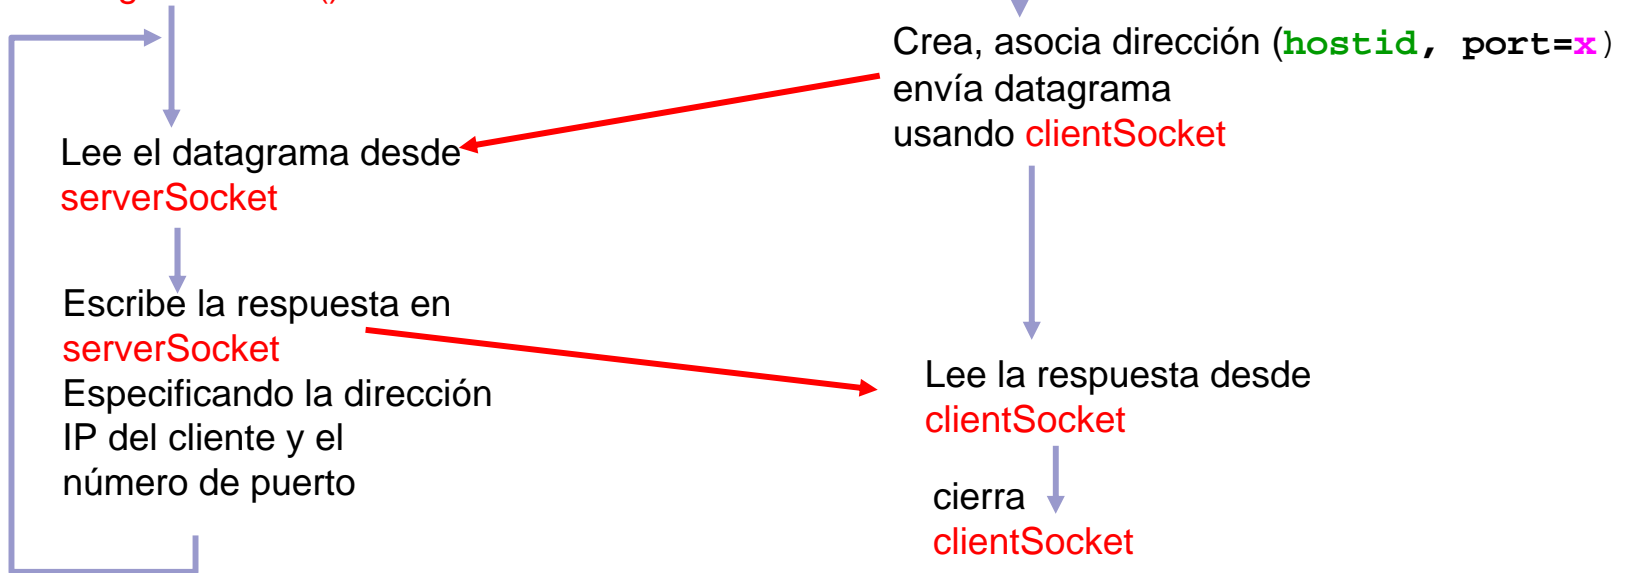 Crea, asocia dirección (hostid, port=x)
envía datagrama
usando clientSocket
Lee el datagrama desde
serverSocket
Escribe la respuesta en
serverSocket
Especificando la dirección
IP del cliente y el
número de puerto
Lee la respuesta desde
clientSocket
cierra
clientSocket